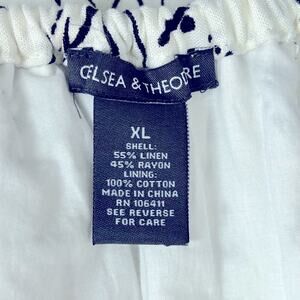 CELSEA & THEODORE
XL
SHELL:
55% LINEN
45% RAYON
LINING:
100% COTTON
MADE IN CHINA
RN 106411
SEE REVERSE
FOR CARE